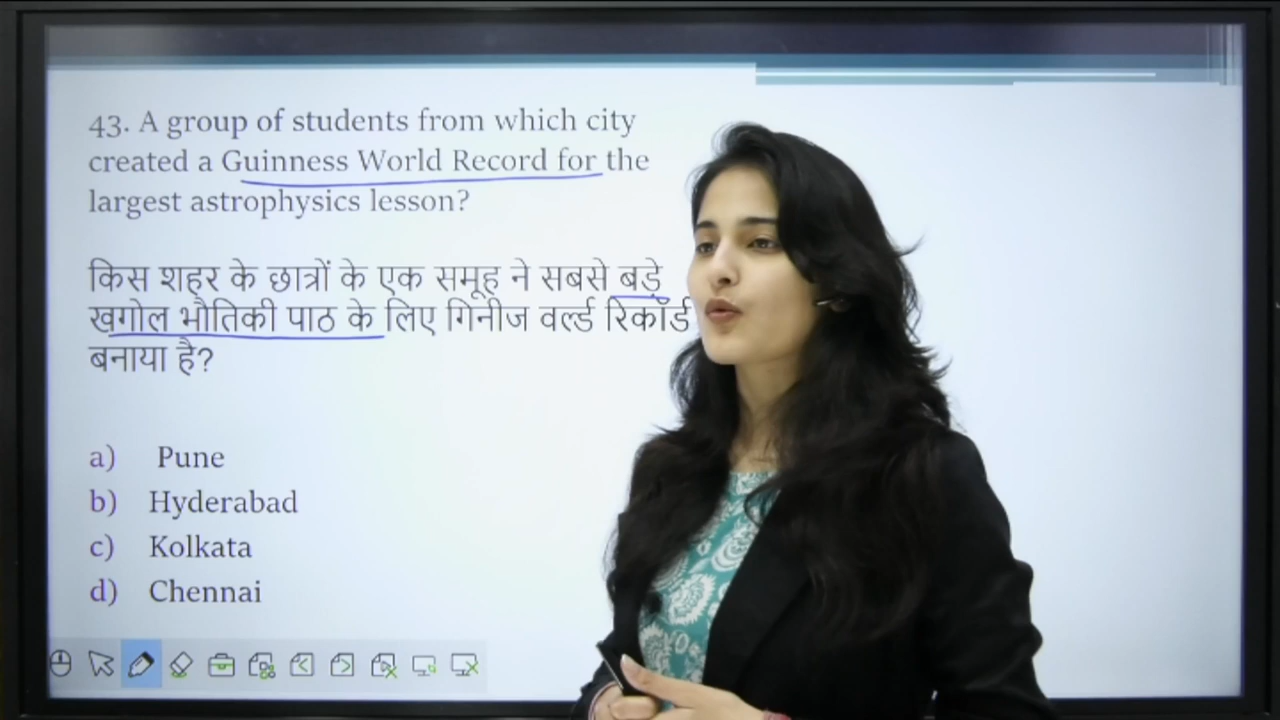 43. A group of students from which city
created a Guinness World Record for the
largest astrophysics lesson?
किस शहर के छात्रों के एक समूह ने सबसे बड़े
खगोल भौतिकी पाठ के लिए गिनीज वर्ल्ड रिकॉर्ड
बनाया है?
a) Pune
b) Hyderabad
c) Kolkata
d) Chennai